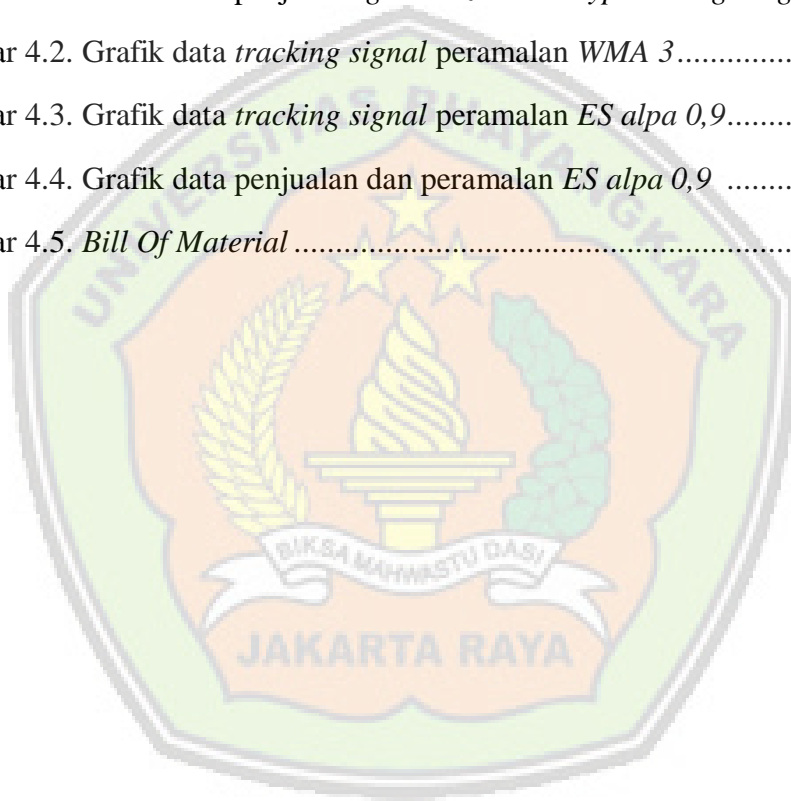 ar 4.2. Grafik data tracking signal peramalan WMA 3..............
ar 4.3. Grafik data tracking signal peramalan ES alpa 0,9........
ar 4.4. Grafik data penjualan dan peramalan ES alpa 0,9 ........
ar 4.5. Bill Of Material ......................................................
UNIVERSITAS BHAYANGKARA
BIKSA MAHWASTU DASI
JAKARTA RAYA